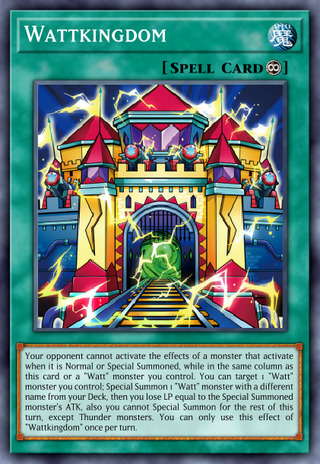 Wattkingdom
[Spell Card]
Your opponent cannot activate the effects of a monster that activate
when it is Normal or Special Summoned, while in the same column as
this card or a "Watt" monster you control. You can target 1 "Watt"
monster you control; Special Summon 1 "Watt" monster with a different
name from your Deck, then you lose LP equal to the Special Summoned
monster's ATK, also you cannot Special Summon for the rest of this
turn, except Thunder monsters. You can only use this effect of
"Wattkingdom" once per turn.